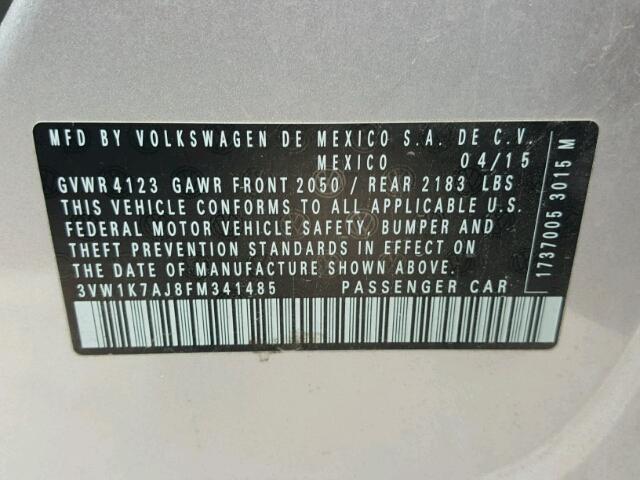 MFD BY VOLKSWAGEN DE MEXICO S.A. DE C.V.
MEXICO 04/15
GVWR 4123 GAWR FRONT 2050 / REAR 2183 LBS
THIS VEHICLE CONFORMS TO ALL APPLICABLE U.S.
FEDERAL MOTOR VEHICLE SAFETY, BUMPER AND
THEFT PREVENTION STANDARDS IN EFFECT ON
THE DATE OF MANUFACTURE SHOWN ABOVE.
3VW1K7AJ8FM341485 PASSENGER CAR
1737005 3015 M